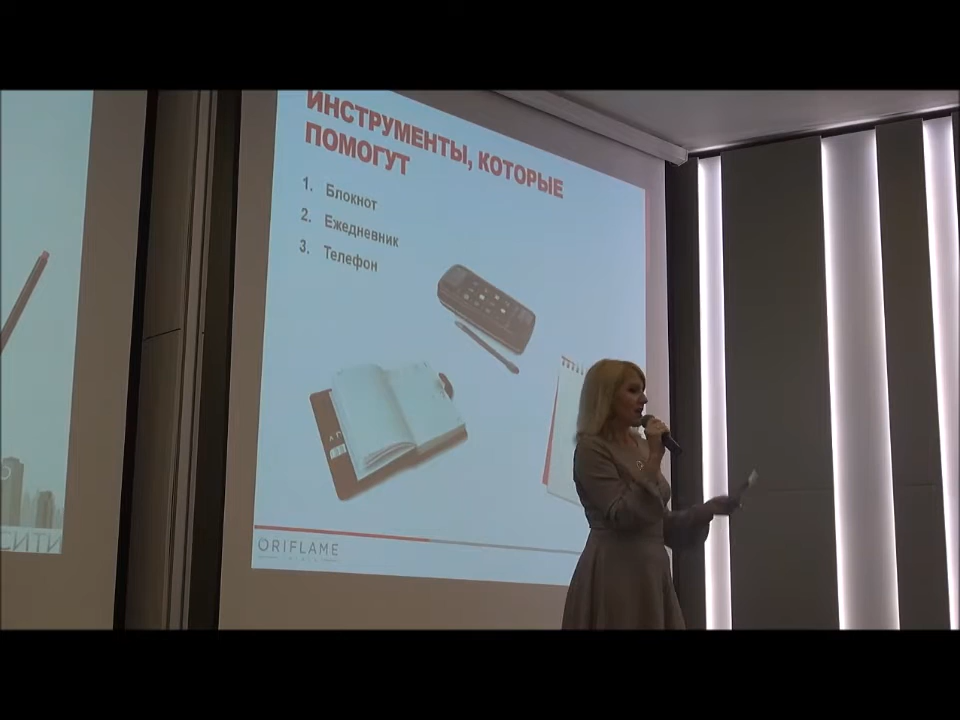 ИНСТРУМЕНТЫ, КОТОРЫЕ
ПОМОГУТ
1. Блокнот
2. Ежедневник
3. Телефон
ORIFLAME
СИТИ